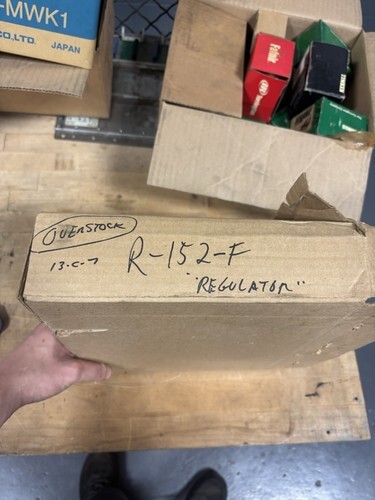 -MWK1
CO.,LTD. JAPAN
OVERSTOCK
13-C-7
R-152-F
"REGULATOR"